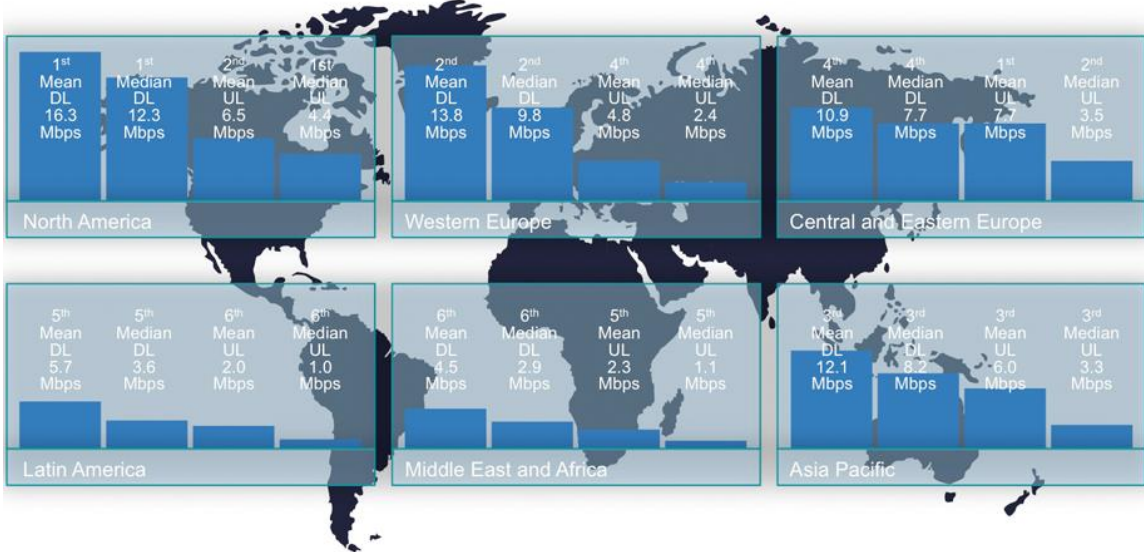 1st
Mean
DL
16.3
Mbps
1st
Median
DL
12.3
Mbps
2nd
Mean
UL
6.5
Mbps
1st
Median
UL
4.4
Mbps
North America
2nd
Mean
DL
13.8
Mbps
2nd
Median
DL
9.8
Mbps
4th
Mean
UL
4.8
Mbps
4th
Median
UL
2.4
Mbps
Western Europe
4th
Mean
DL
10.9
Mbps
4th
Median
DL
7.7
Mbps
1st
Mean
UL
7.7
Mbps
2nd
Median
UL
3.5
Mbps
Central and Eastern Europe
5th
Mean
DL
5.7
Mbps
5th
Median
DL
3.6
Mbps
6th
Mean
UL
2.0
Mbps
6th
Median
UL
1.0
Mbps
Latin America
6th
Mean
DL
4.5
Mbps
6th
Median
DL
2.9
Mbps
5th
Mean
UL
2.3
Mbps
5th
Median
UL
1.1
Mbps
Middle East and Africa
3rd
Mean
DL
12.1
Mbps
3rd
Median
DL
8.2
Mbps
3rd
Mean
UL
6.0
Mbps
3rd
Median
UL
3.3
Mbps
Asia Pacific